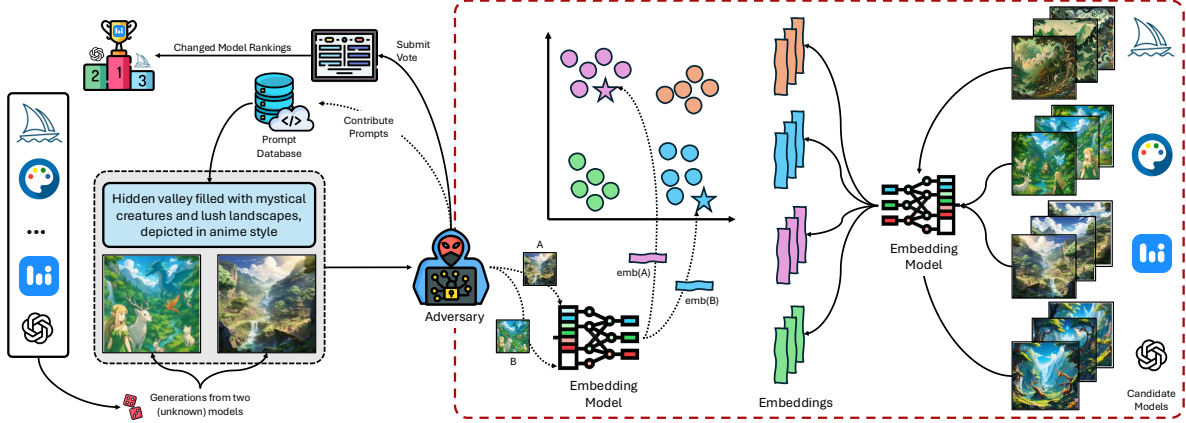 Changed Model Rankings
2 1 3
Submit
Vote
Contribute
Prompts
</>
Prompt
Database
...
Hidden valley filled with mystical
creatures and lush landscapes,
depicted in anime style
Generations from two
(unknown) models
Adversary
A
B
emb(A)
emb(B)
Embedding
Model
Embeddings
Embedding
Model
Candidate
Models